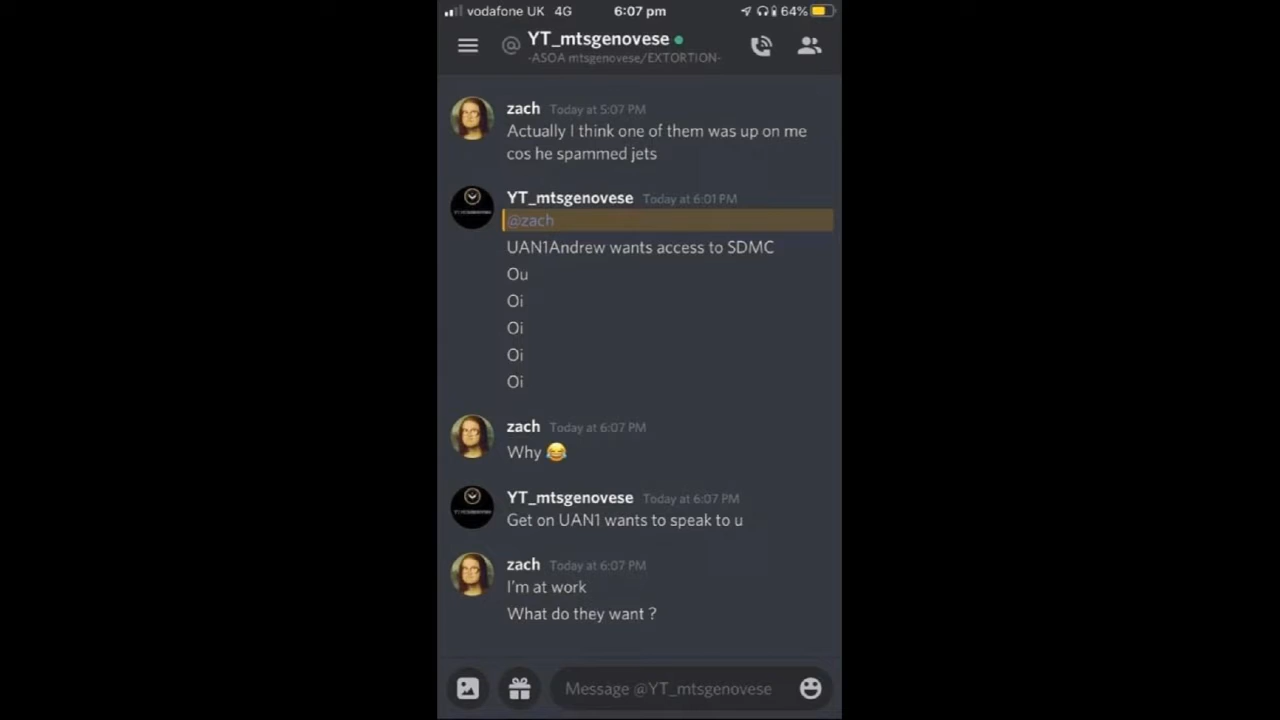 vodafone UK 4G 6:07 pm 64%
@ YT_mtsgenovese
-ASOA mtsgenovese/EXTORTION-
zach Today at 5:07 PM
Actually I think one of them was up on me
cos he spammed jets
YT_mtsgenovese Today at 6:01 PM
@zach
UAN1Andrew wants access to SDMC
Ou
Oi
Oi
Oi
Oi
zach Today at 6:07 PM
Why 😂
YT_mtsgenovese Today at 6:07 PM
Get on UAN1 wants to speak to u
zach Today at 6:07 PM
I'm at work
What do they want ?
Message @YT_mtsgenovese